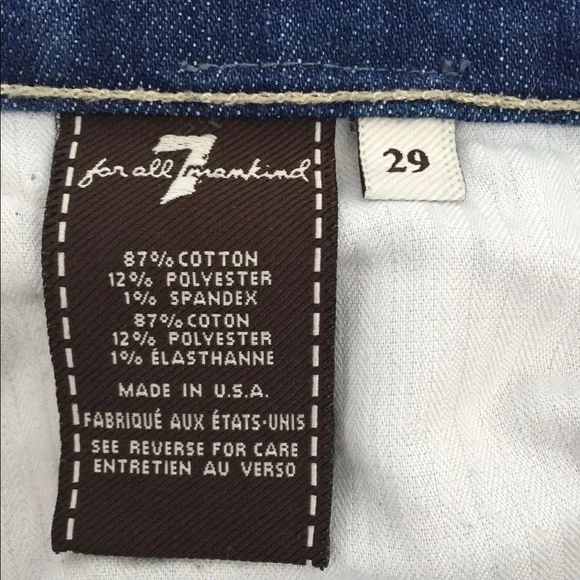 7
for all mankind
29
87% COTTON
12% POLYESTER
1% SPANDEX
87% COTON
12% POLYESTER
1% ÉLASTHANNE
MADE IN U.S.A.
FABRIQUÉ AUX ÉTATS-UNIS
SEE REVERSE FOR CARE
ENTRETIEN AU VERSO